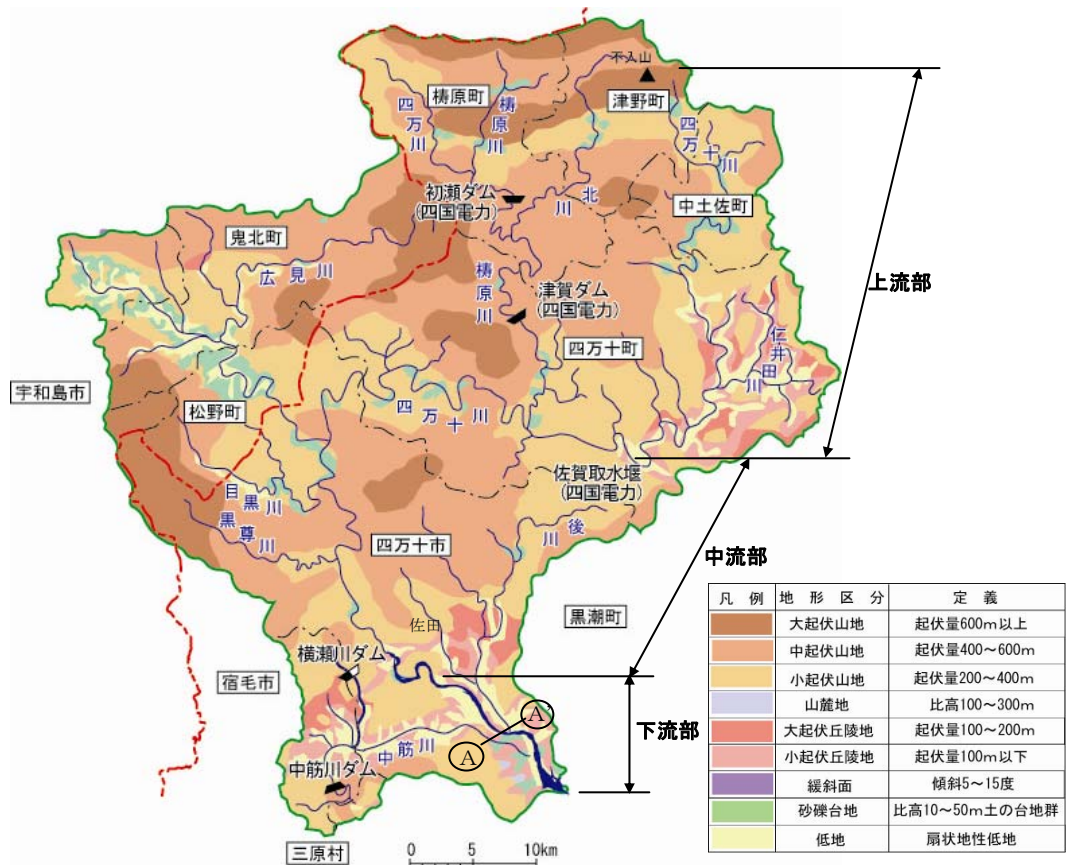 不入山
梼原町
津野町
四万川
梼原川
四万十川
初瀬ダム
(四国電力)
北川
中土佐町
鬼北町
広見川
梼原川
津賀ダム
(四国電力)
上流部
四万十町
仁井田川
宇和島市
松野町
四万十川
佐賀取水堰
(四国電力)
目黒川
黒尊川
四万十市
後川
中流部
黒潮町
佐田
横瀬川ダム
宿毛市
下流部
A'
A
中筋川
中筋川ダム
三原村
0 5 10km
凡 例 地 形 区 分 定 義
大起伏山地 起伏量600m以上
中起伏山地 起伏量400～600m
小起伏山地 起伏量200～400m
山麓地 比高100～300m
大起伏丘陵地 起伏量100～200m
小起伏丘陵地 起伏量100m以下
緩斜面 傾斜5～15度
砂礫台地 比高10～50m土の台地群
低地 扇状地性低地